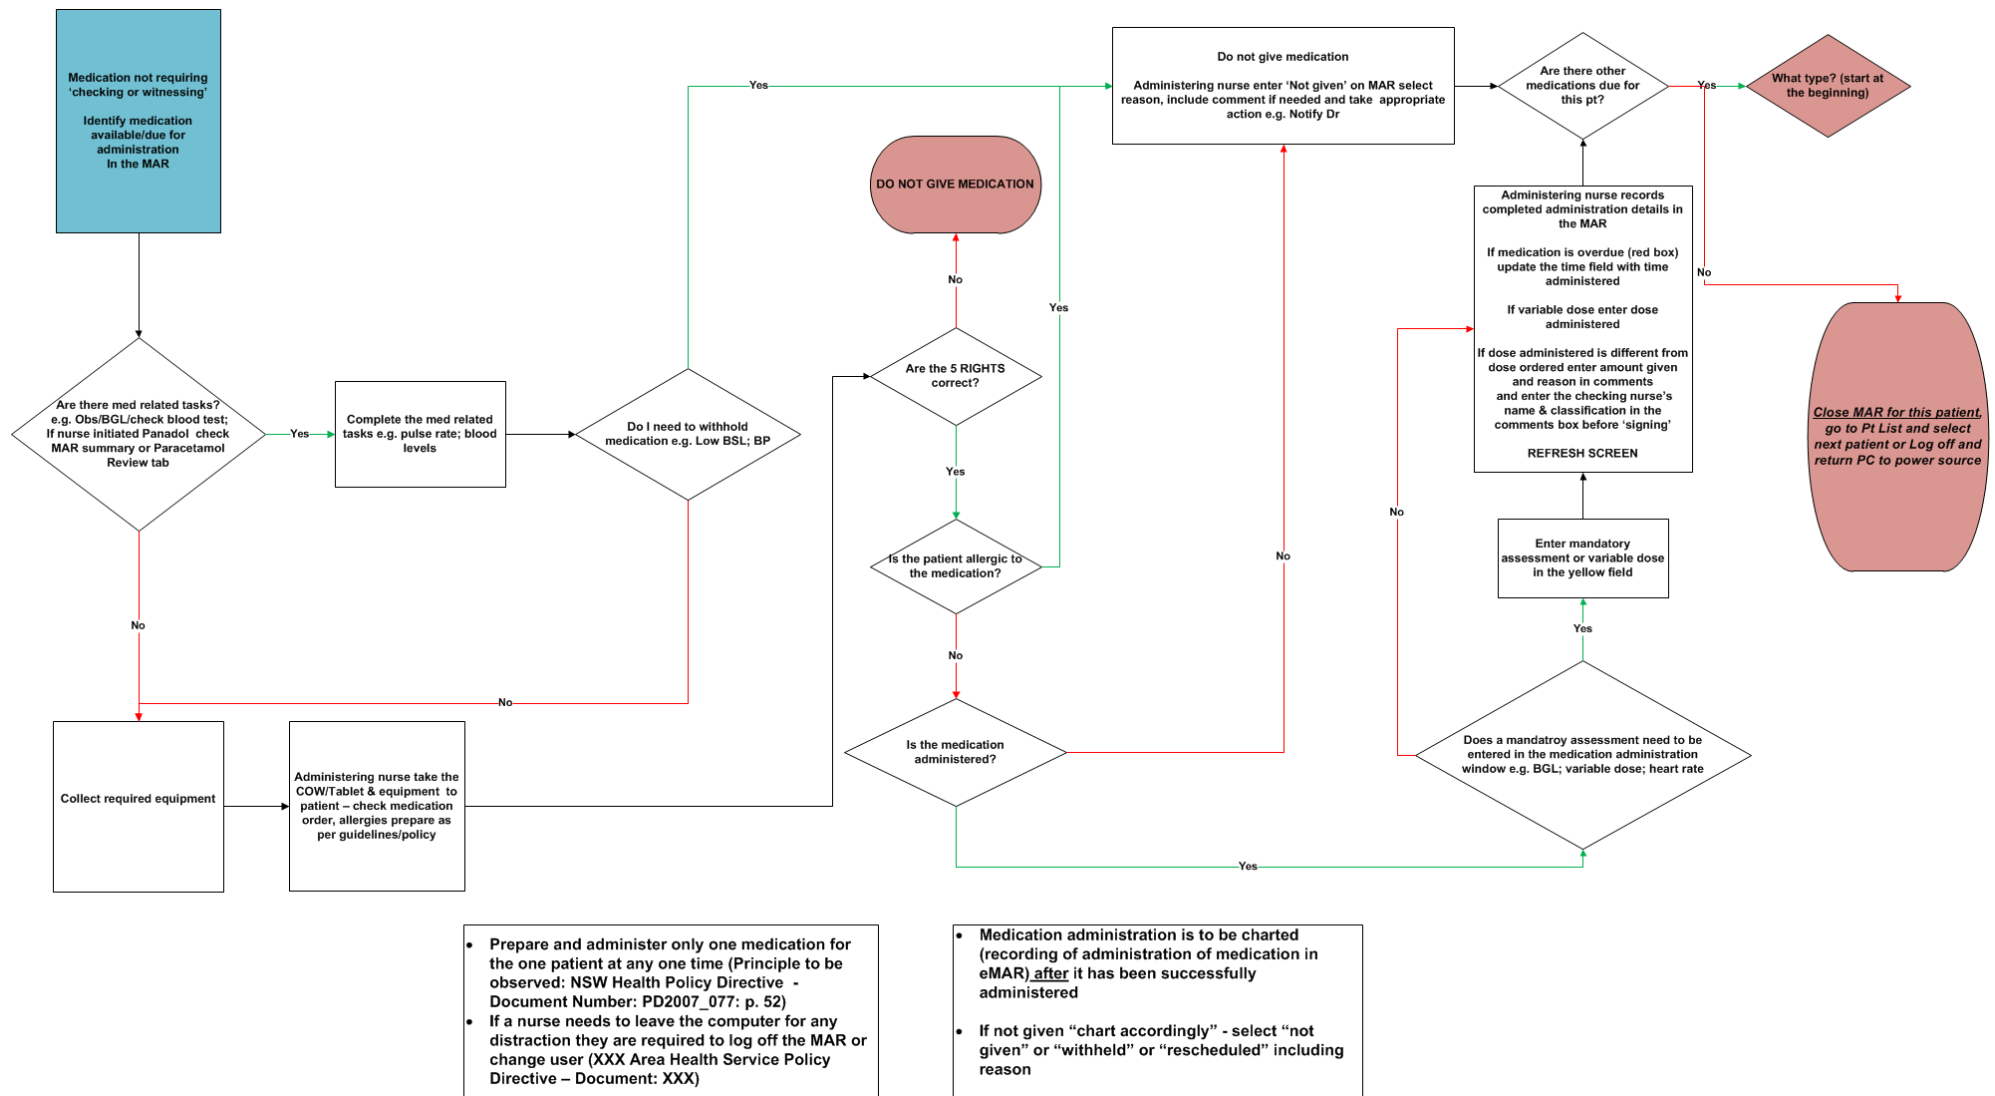 Medication not requiring
‘checking or witnessing’
Identify medication
available/due for
administration
In the MAR
Are there med related tasks?
e.g. Obs/BGL/check blood test;
If nurse initiated Panadol check
MAR summary or Paracetamol
Review tab
Yes
No
Complete the med related
tasks e.g. pulse rate; blood
levels
Do I need to withhold
medication e.g. Low BSL; BP
Yes
No
Collect required equipment
Administering nurse take the
COW/Tablet & equipment to
patient – check medication
order, allergies prepare as
per guidelines/policy
Are the 5 RIGHTS
correct?
No
DO NOT GIVE MEDICATION
Yes
Is the patient allergic to
the medication?
Yes
No
Is the medication
administered?
No
Yes
Do not give medication
Administering nurse enter ‘Not given’ on MAR select
reason, include comment if needed and take appropriate
action e.g. Notify Dr
Does a mandatroy assessment need to be
entered in the medication administration
window e.g. BGL; variable dose; heart rate
No
Yes
Enter mandatory
assessment or variable dose
in the yellow field
Administering nurse records
completed administration details in
the MAR
If medication is overdue (red box)
update the time field with time
administered
If variable dose enter dose
administered
If dose administered is different from
dose ordered enter amount given
and reason in comments
and enter the checking nurse’s
name & classification in the
comments box before ‘signing’
REFRESH SCREEN
Are there other
medications due for
this pt?
Yes
What type? (start at
the beginning)
No
Close MAR for this patient,
go to Pt List and select
next patient or Log off and
return PC to power source
• Prepare and administer only one medication for
the one patient at any one time (Principle to be
observed: NSW Health Policy Directive -
Document Number: PD2007_077: p. 52)
• If a nurse needs to leave the computer for any
distraction they are required to log off the MAR or
change user (XXX Area Health Service Policy
Directive – Document: XXX)
• Medication administration is to be charted
(recording of administration of medication in
eMAR) after it has been successfully
administered
• If not given “chart accordingly” - select “not
given” or “withheld” or “rescheduled” including
reason